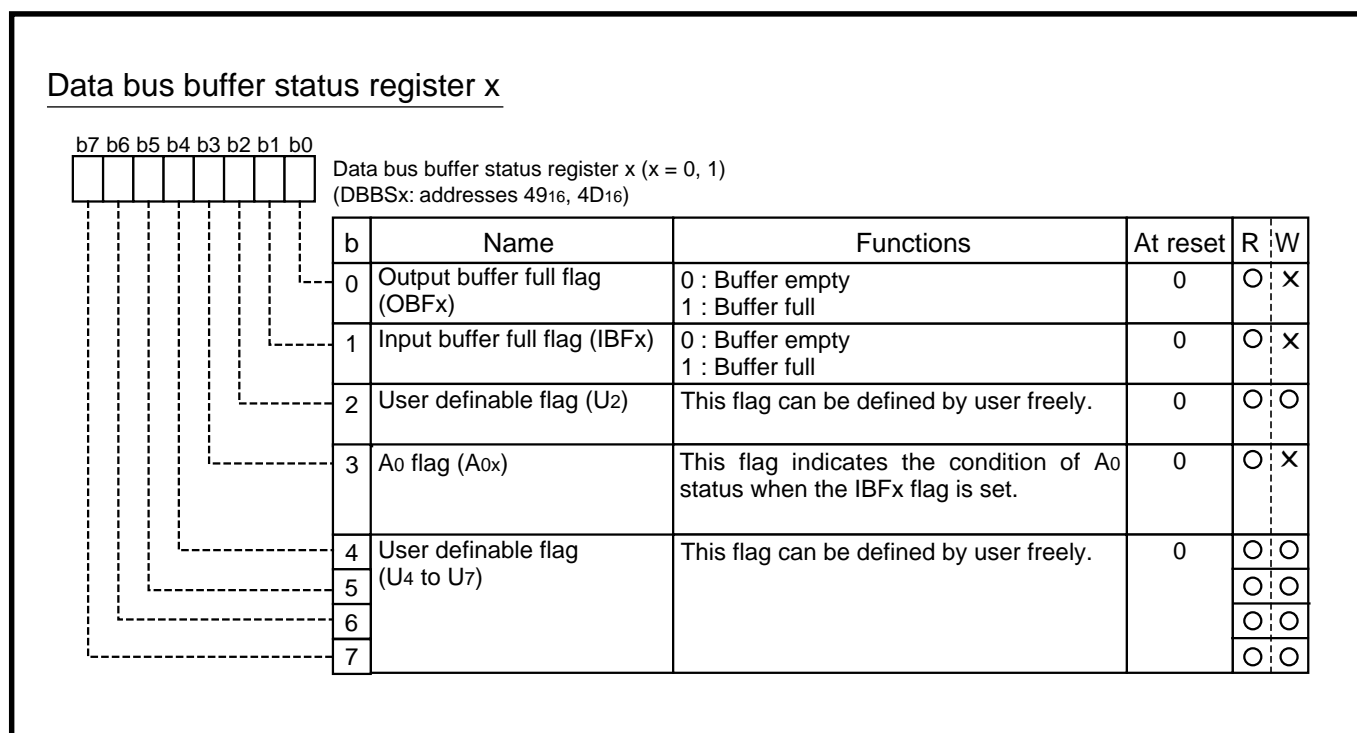 Data bus buffer status register x
b7 b6 b5 b4 b3 b2 b1 b0
Data bus buffer status register x (x = 0, 1)
(DBBSx: addresses 4916, 4D16)
b Name Functions At reset R W
0 Output buffer full flag (OBFx) 0 : Buffer empty 1 : Buffer full 0 O X
1 Input buffer full flag (IBFx) 0 : Buffer empty 1 : Buffer full 0 O X
2 User definable flag (U2) This flag can be defined by user freely. 0 O O
3 A0 flag (A0x) This flag indicates the condition of A0 status when the IBFx flag is set. 0 O X
4 User definable flag (U4 to U7) This flag can be defined by user freely. 0 O O
5 O O
6 O O
7 O O